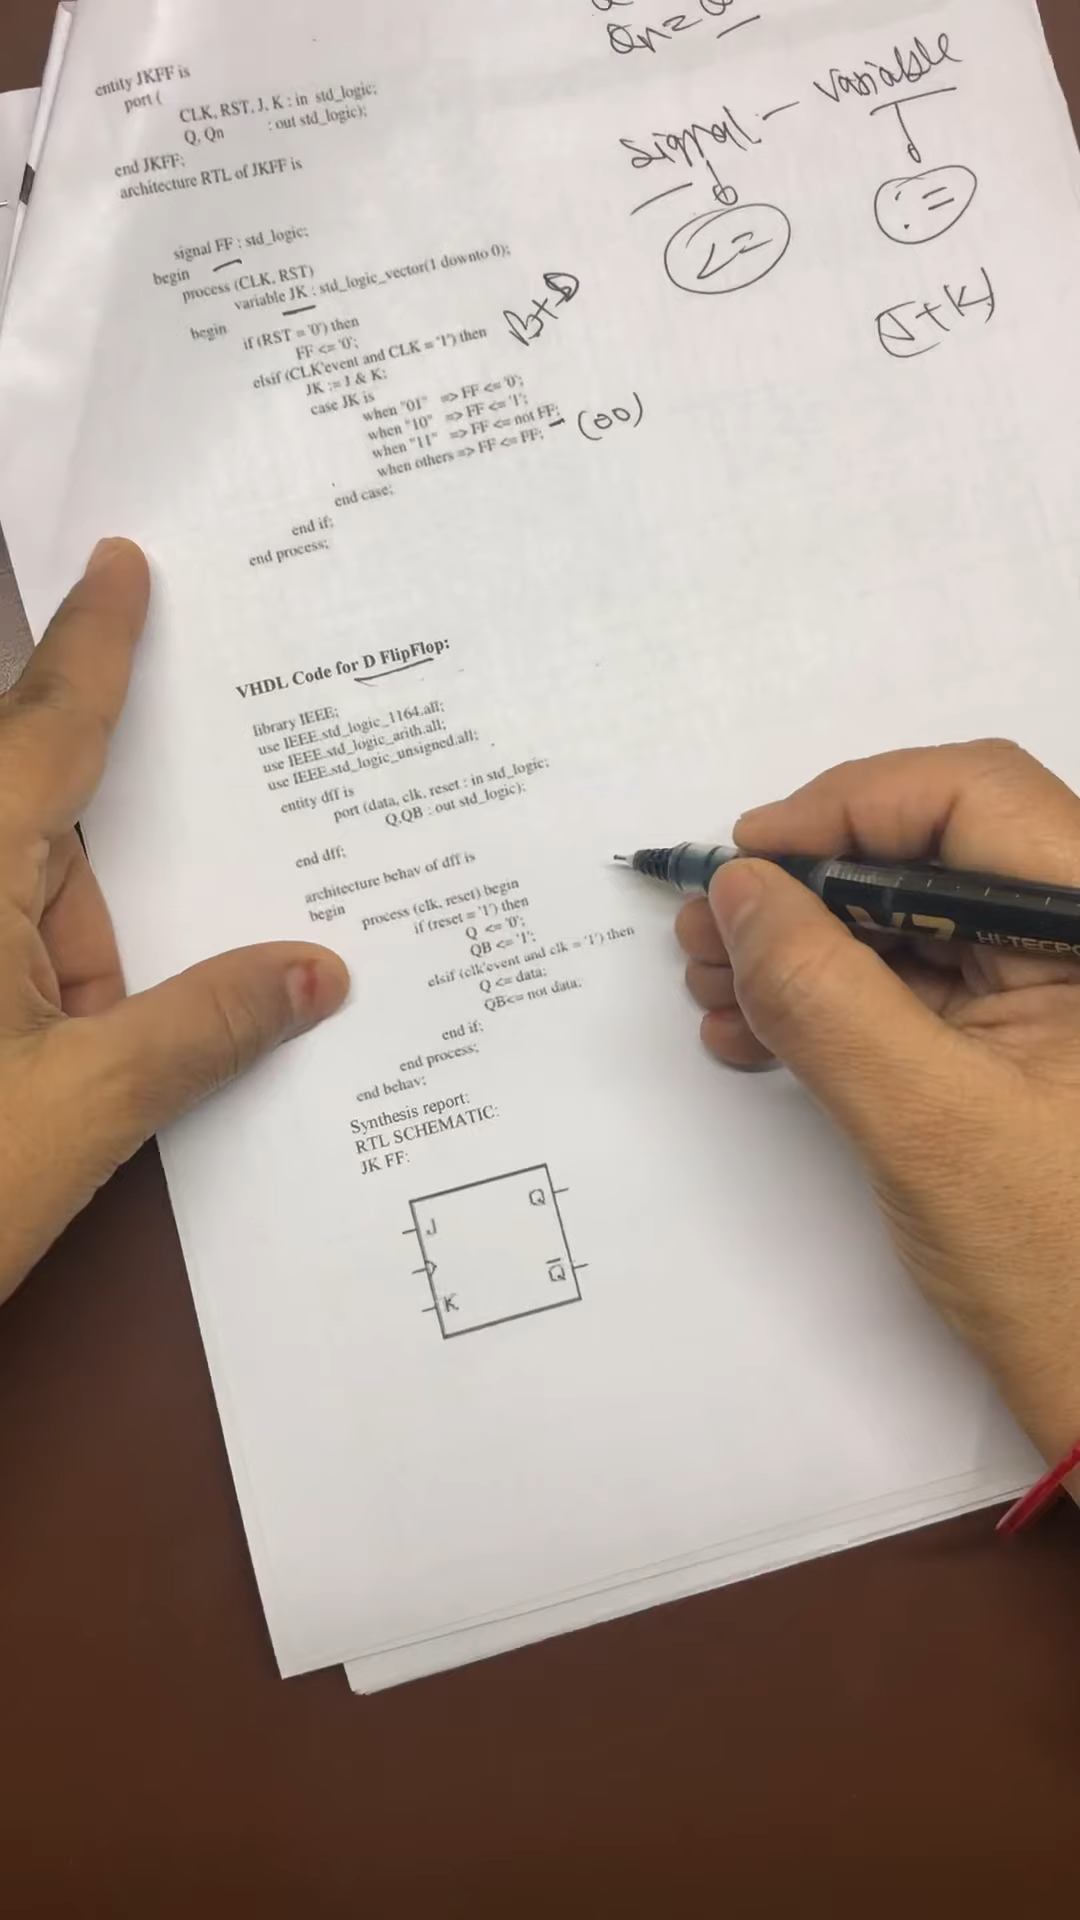 Qn =
signal - variable
<= :=
(J+K)
entity JKFF is
port (
CLK, RST, J, K : in std_logic;
Q, Qn : out std_logic);
end JKFF;
architecture RTL of JKFF is
signal FF : std_logic;
begin
process (CLK, RST)
variable JK : std_logic_vector(1 downto 0);
begin
if (RST = '0') then
FF <= '0';
elsif (CLK'event and CLK = '1') then
JK := J & K;
case JK is
when "01" => FF <= '0';
when "10" => FF <= '1';
when "11" => FF <= not FF;
when others => FF <= FF; - (00)
end case;
end if;
end process;
VHDL Code for D FlipFlop:
library IEEE;
use IEEE.std_logic_1164.all;
use IEEE.std_logic_arith.all;
use IEEE.std_logic_unsigned.all;
entity dff is
port (data, clk, reset : in std_logic;
Q,QB : out std_logic);
end dff;
architecture behav of dff is
begin
process (clk, reset) begin
if (reset = '1') then
Q <= '0';
QB <= '1';
elsif (clk'event and clk = '1') then
Q <= data;
QB<= not data;
end if;
end process;
end behav;
Synthesis report:
RTL SCHEMATIC:
JK FF:
J Q
K Q̅
HI-TECPO